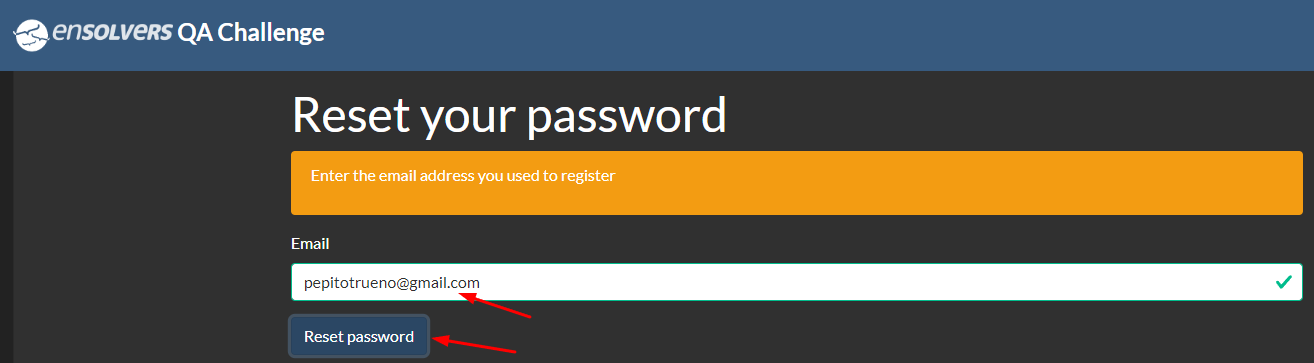 ensolvers QA Challenge
Reset your password
Enter the email address you used to register
Email
pepitotrueno@gmail.com
Reset password